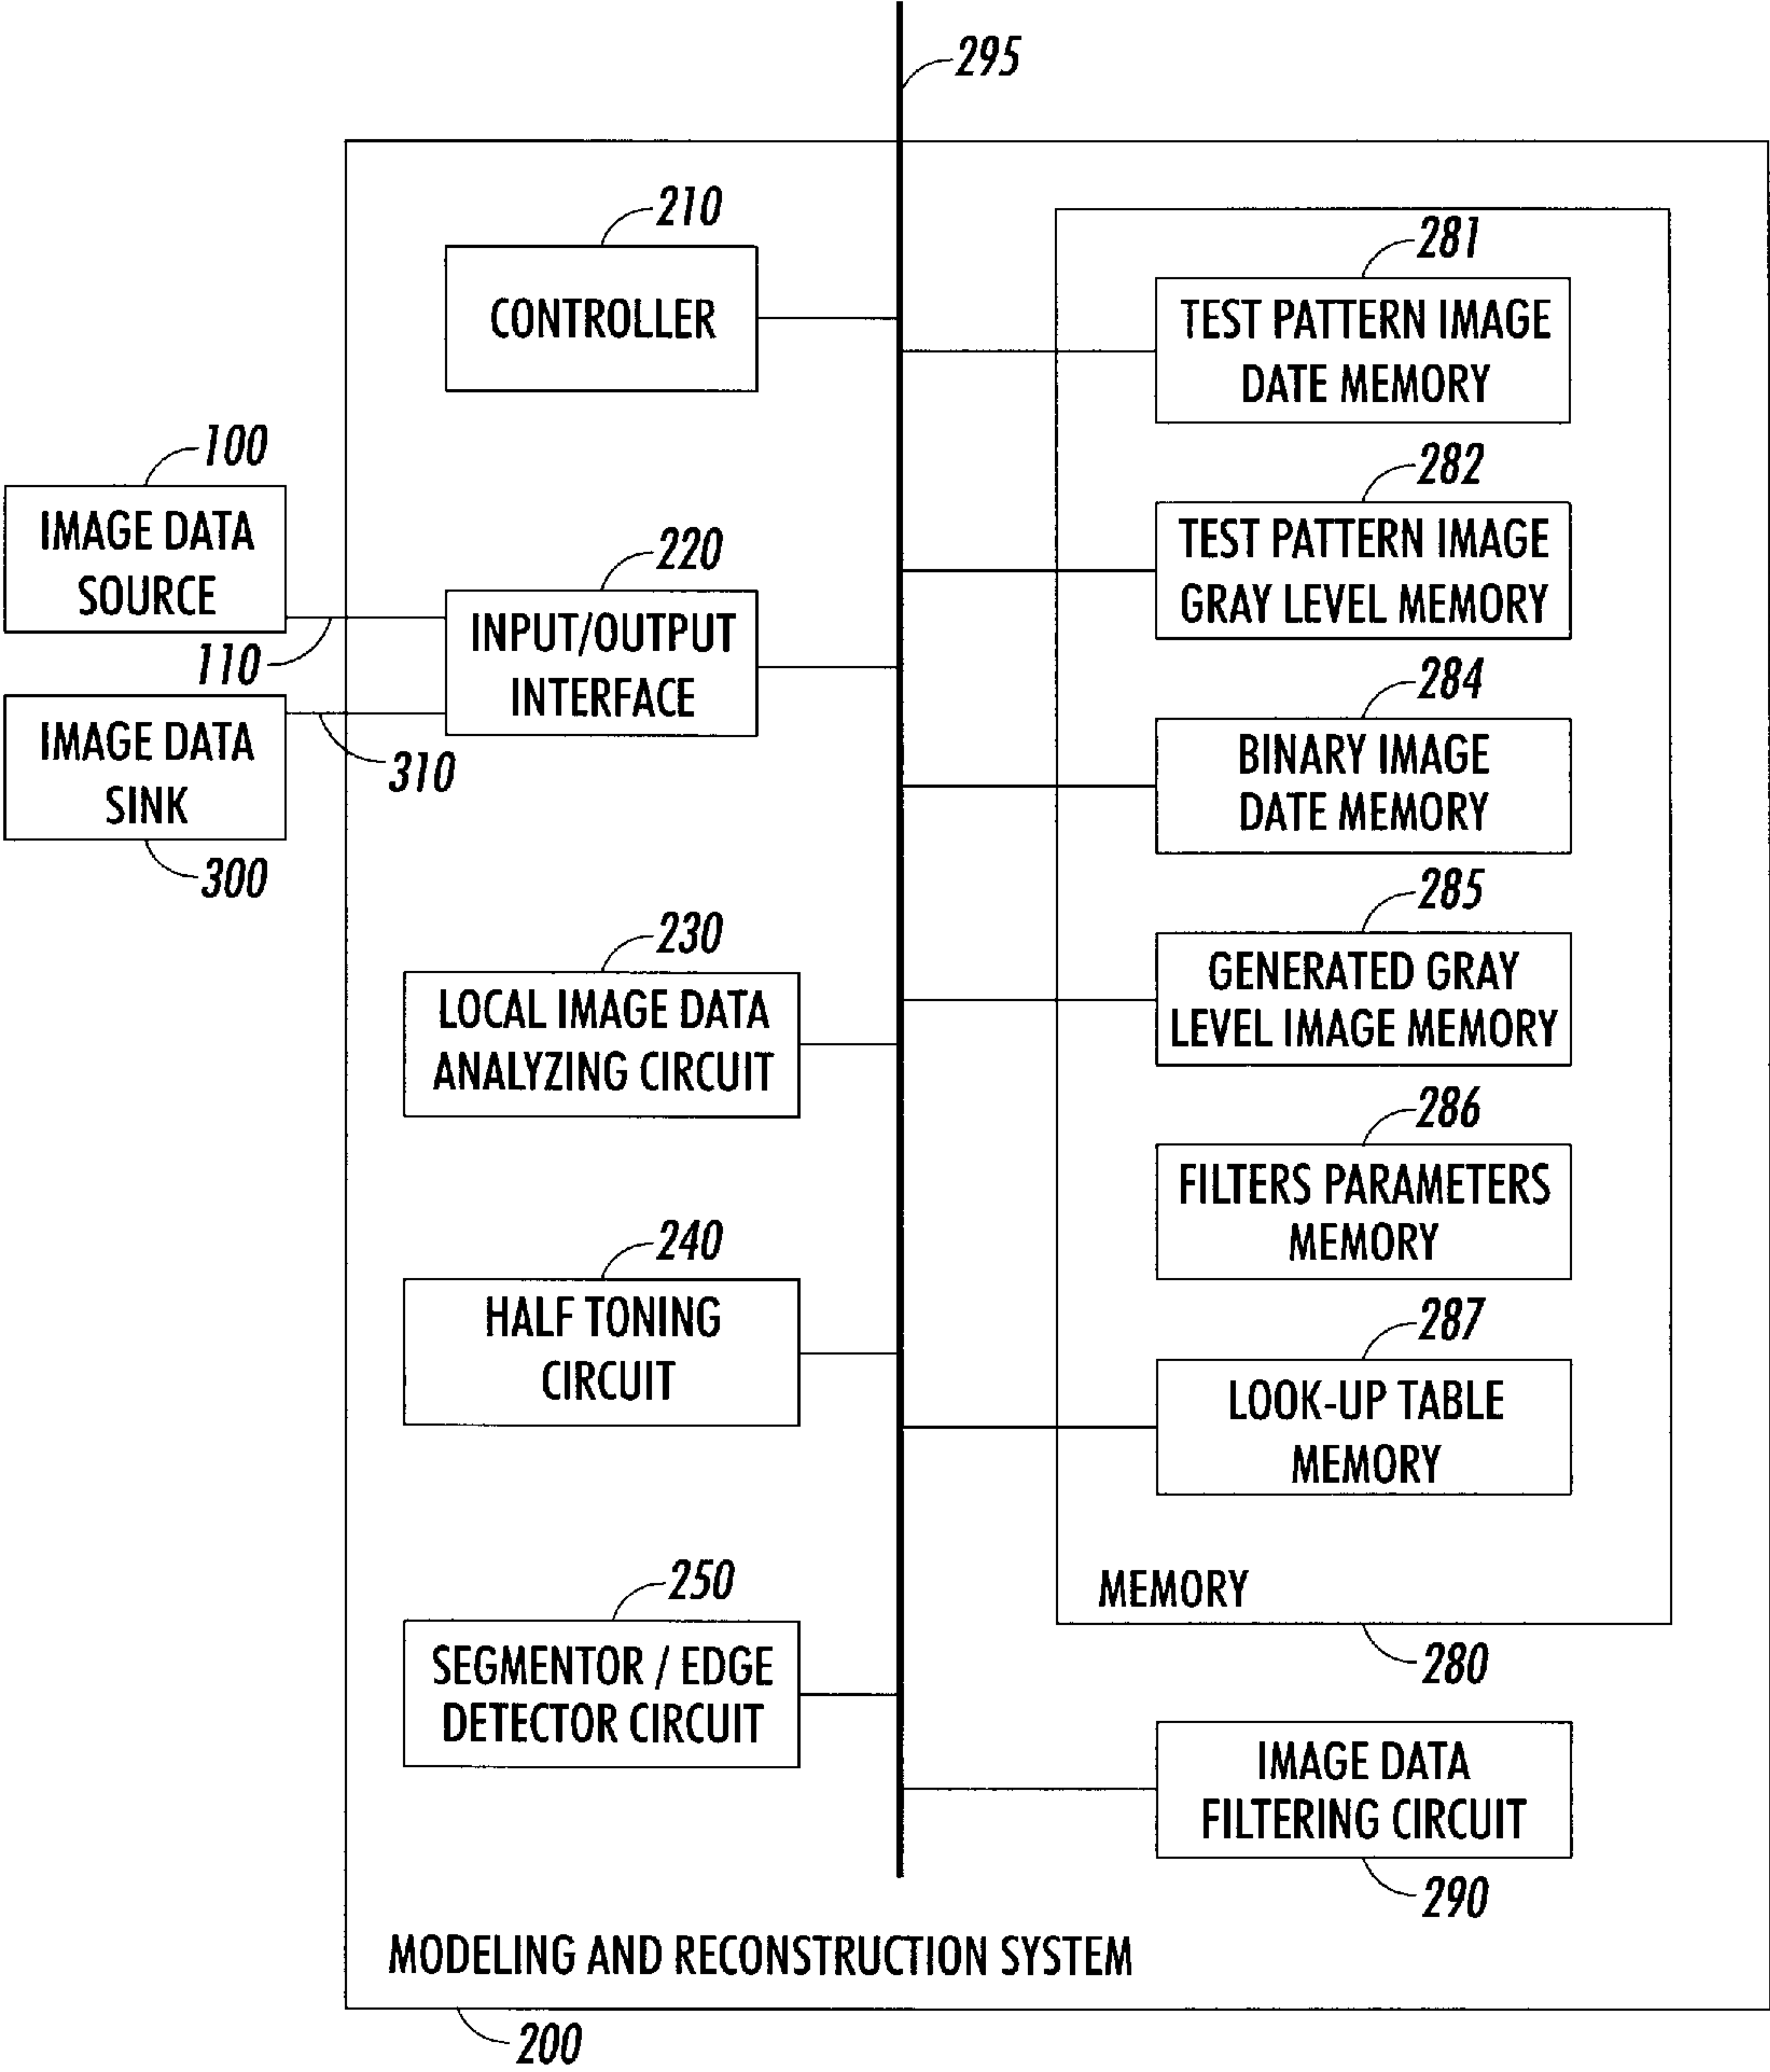 295
210
CONTROLLER
281
TEST PATTERN IMAGE
DATE MEMORY
100
IMAGE DATA
SOURCE
110
282
TEST PATTERN IMAGE
GRAY LEVEL MEMORY
220
INPUT/OUTPUT
INTERFACE
IMAGE DATA
SINK
300
310
284
BINARY IMAGE
DATE MEMORY
230
LOCAL IMAGE DATA
ANALYZING CIRCUIT
285
GENERATED GRAY
LEVEL IMAGE MEMORY
286
FILTERS PARAMETERS
MEMORY
240
HALF TONING
CIRCUIT
287
LOOK-UP TABLE
MEMORY
250
SEGMENTOR / EDGE
DETECTOR CIRCUIT
MEMORY
280
IMAGE DATA
FILTERING CIRCUIT
290
MODELING AND RECONSTRUCTION SYSTEM
200